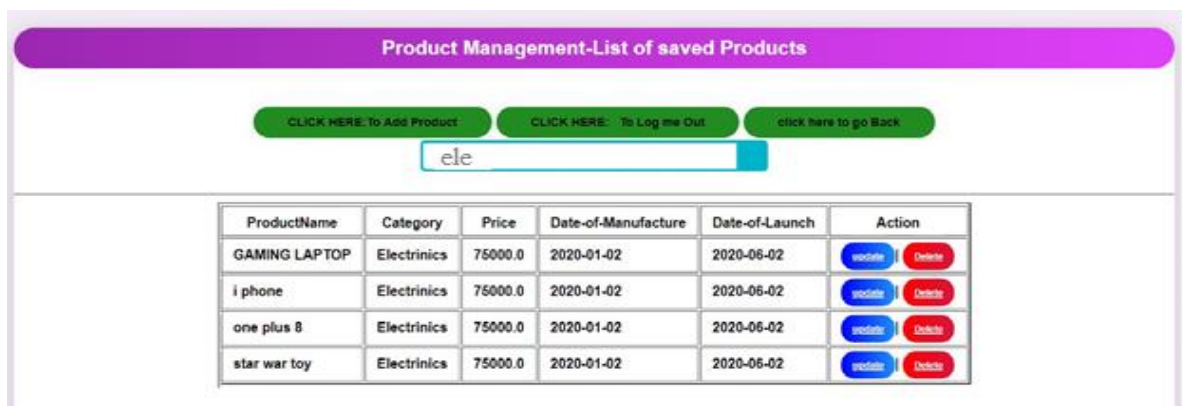 Product Management-List of saved Products
CLICK HERE:To Add Product CLICK HERE: To Log me Out click here to go Back
ele
ProductName Category Price Date-of-Manufacture Date-of-Launch Action
GAMING LAPTOP Electrinics 75000.0 2020-01-02 2020-06-02 update | Delete
i phone Electrinics 75000.0 2020-01-02 2020-06-02 update | Delete
one plus 8 Electrinics 75000.0 2020-01-02 2020-06-02 update | Delete
star war toy Electrinics 75000.0 2020-01-02 2020-06-02 update | Delete